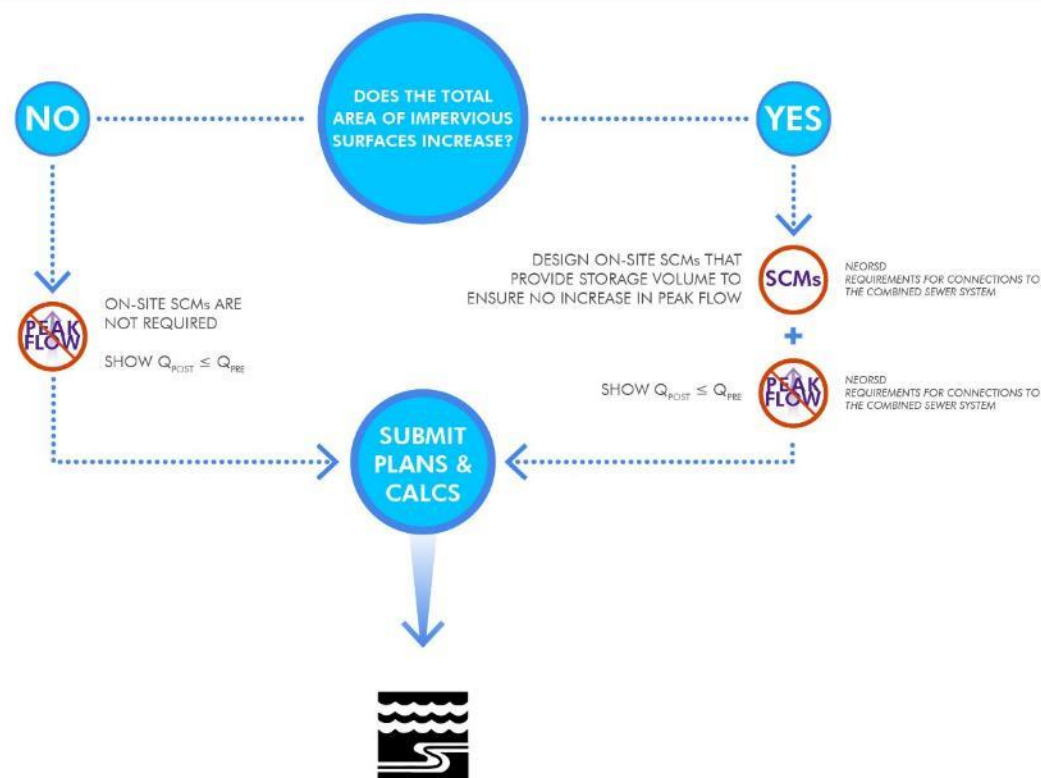 DOES THE TOTAL
AREA OF IMPERVIOUS
SURFACES INCREASE?
NO
YES
ON-SITE SCMs ARE
NOT REQUIRED
SHOW Q_POST ≤ Q_PRE
PEAK
FLOW
DESIGN ON-SITE SCMs THAT
PROVIDE STORAGE VOLUME TO
ENSURE NO INCREASE IN PEAK FLOW
SCMs
NEORSD
REQUIREMENTS FOR CONNECTIONS TO
THE COMBINED SEWER SYSTEM
+
SHOW Q_POST ≤ Q_PRE
PEAK
FLOW
NEORSD
REQUIREMENTS FOR CONNECTIONS TO
THE COMBINED SEWER SYSTEM
SUBMIT
PLANS &
CALCS